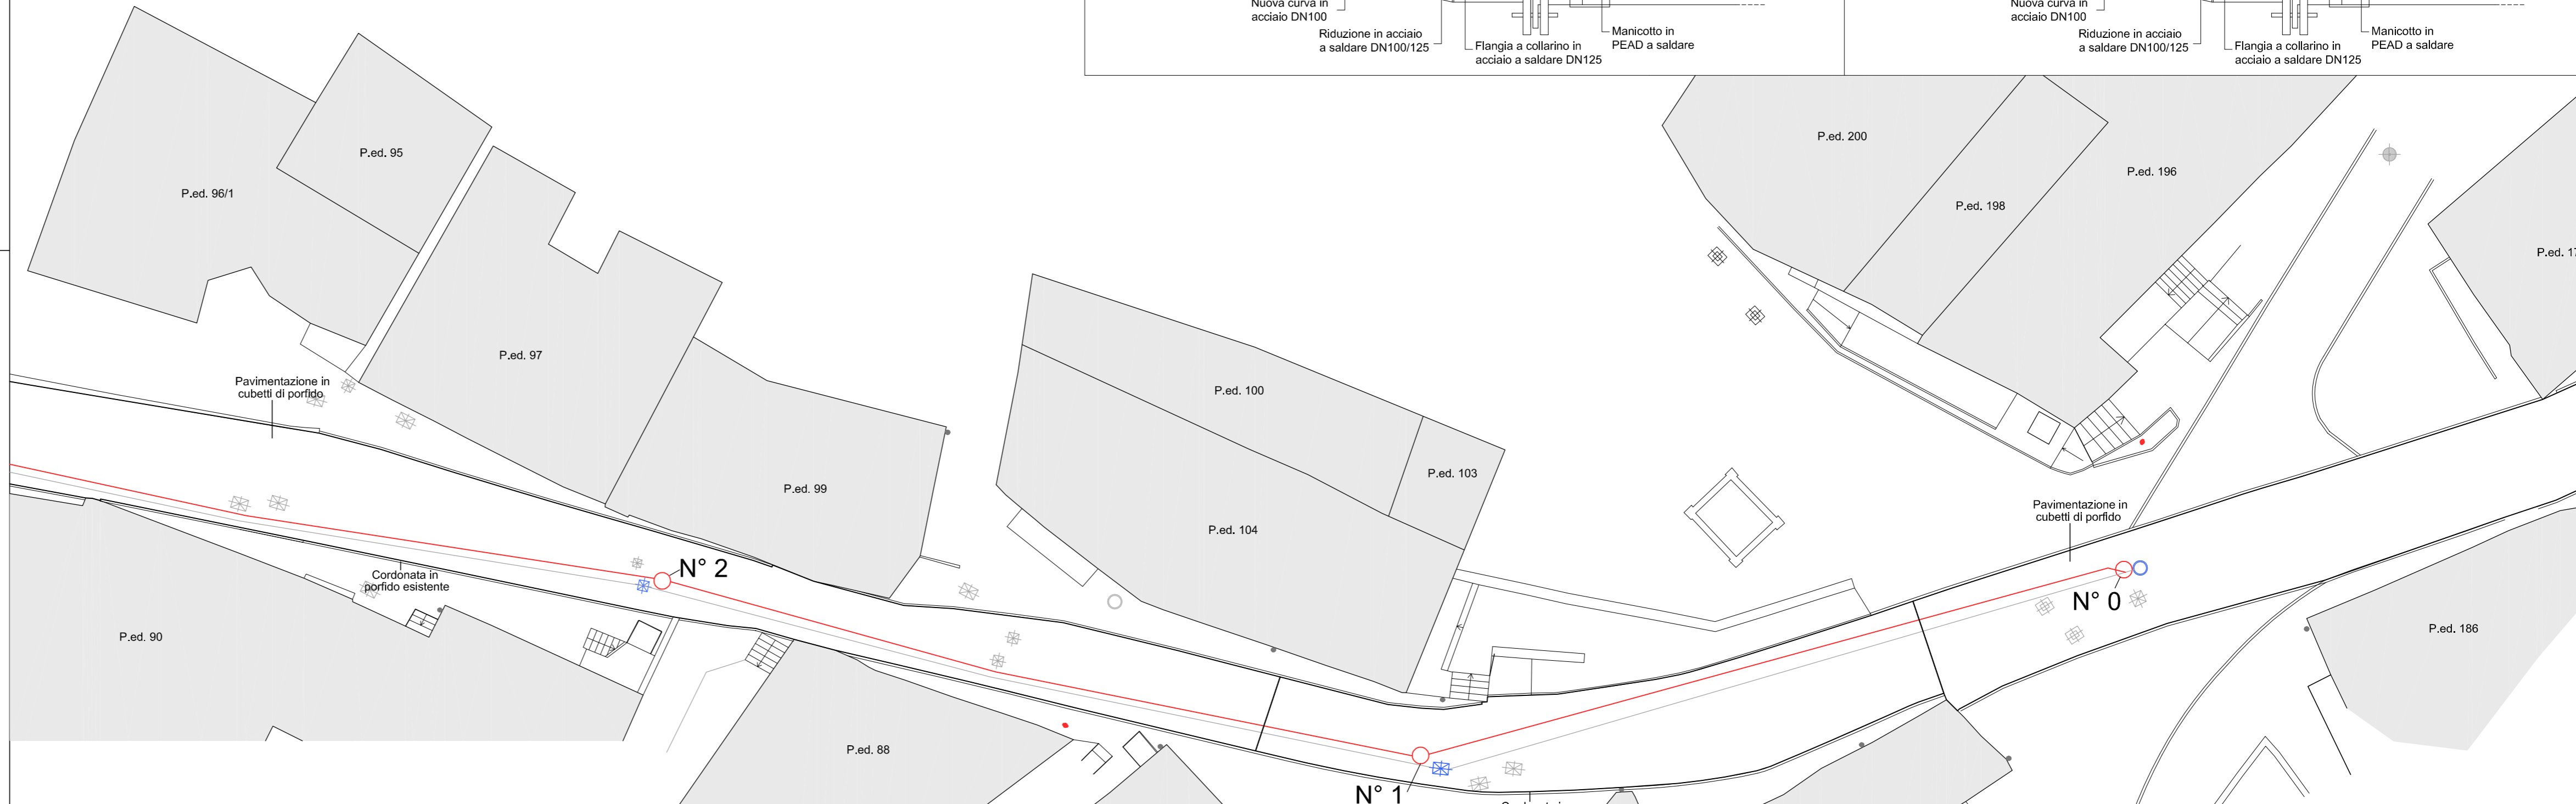 Nuova curva in
acciaio DN100
Riduzione in acciaio
a saldare DN100/125
Flangia a collarino in
acciaio a saldare DN125
Manicotto in
PEAD a saldare
Nuova curva in
acciaio DN100
Riduzione in acciaio
a saldare DN100/125
Flangia a collarino in
acciaio a saldare DN125
Manicotto in
PEAD a saldare
P.ed. 95
P.ed. 96/1
P.ed. 97
P.ed. 99
P.ed. 100
P.ed. 103
P.ed. 104
P.ed. 200
P.ed. 198
P.ed. 196
P.ed. 17
Pavimentazione in
cubetti di porfido
Pavimentazione in
cubetti di porfido
Cordonata in
porfido esistente
N° 2
N° 0
P.ed. 90
P.ed. 186
P.ed. 88
N° 1